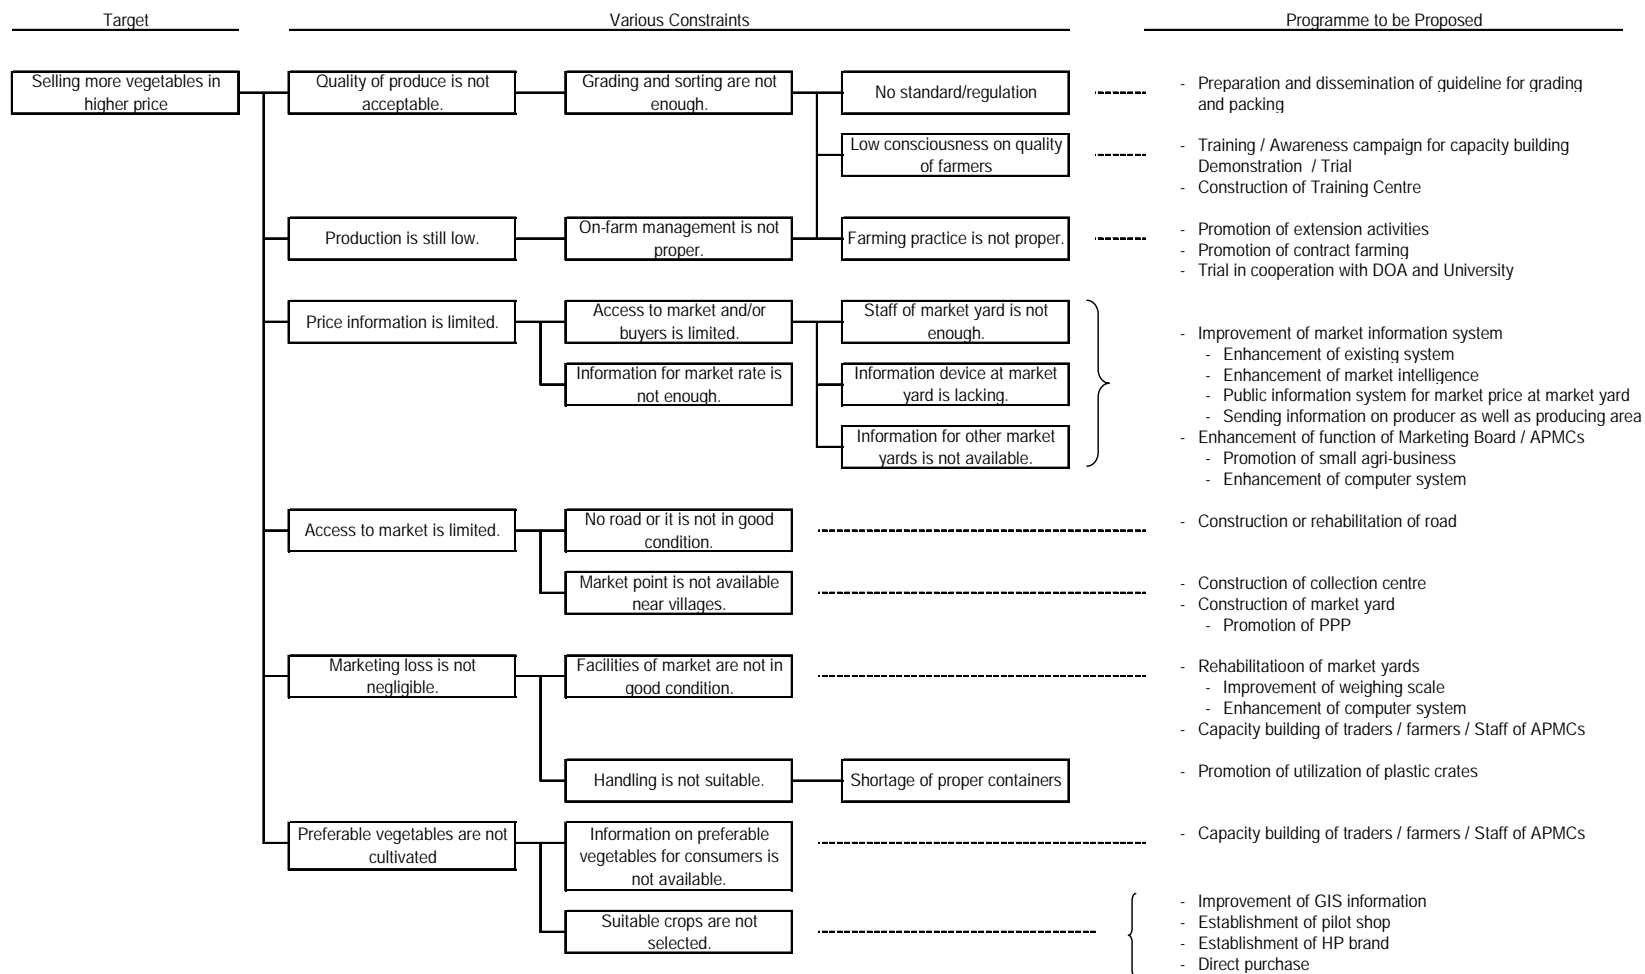 Target
Various Constraints
Programme to be Proposed
Selling more vegetables in
higher price
Quality of produce is not
acceptable.
Grading and sorting are not
enough.
No standard/regulation
- Preparation and dissemination of guideline for grading
and packing
Low consciousness on quality
of farmers
- Training / Awareness campaign for capacity building
Demonstration / Trial
- Construction of Training Centre
Production is still low.
On-farm management is not
proper.
Farming practice is not proper.
- Promotion of extension activities
- Promotion of contract farming
- Trial in cooperation with DOA and University
Price information is limited.
Access to market and/or
buyers is limited.
Staff of market yard is not
enough.
Information for market rate is
not enough.
Information device at market
yard is lacking.
Information for other market
yards is not available.
- Improvement of market information system
- Enhancement of existing system
- Enhancement of market intelligence
- Public information system for market price at market yard
- Sending information on producer as well as producing area
- Enhancement of function of Marketing Board / APMCs
- Promotion of small agri-business
- Enhancement of computer system
Access to market is limited.
No road or it is not in good
condition.
- Construction or rehabilitation of road
Market point is not available
near villages.
- Construction of collection centre
- Construction of market yard
- Promotion of PPP
Marketing loss is not
negligible.
Facilities of market are not in
good condition.
- Rehabilitatioon of market yards
- Improvement of weighing scale
- Enhancement of computer system
- Capacity building of traders / farmers / Staff of APMCs
Handling is not suitable.
Shortage of proper containers
- Promotion of utilization of plastic crates
Preferable vegetables are not
cultivated
Information on preferable
vegetables for consumers is
not available.
- Capacity building of traders / farmers / Staff of APMCs
Suitable crops are not
selected.
- Improvement of GIS information
- Establishment of pilot shop
- Establishment of HP brand
- Direct purchase